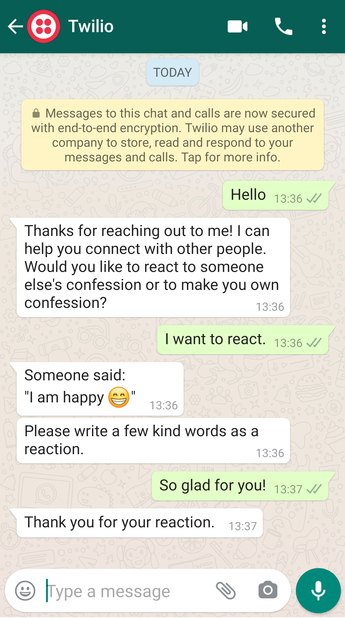 Twilio
TODAY
Messages to this chat and calls are now secured
with end-to-end encryption. Twilio may use another
company to store, read and respond to your
messages and calls. Tap for more info.
Hello 13:36
Thanks for reaching out to me! I can
help you connect with other people.
Would you like to react to someone
else's confession or to make you own
confession?
13:36
I want to react. 13:36
Someone said:
"I am happy 😁"
13:36
Please write a few kind words as a
reaction.
13:36
So glad for you! 13:37
Thank you for your reaction. 13:37
Type a message